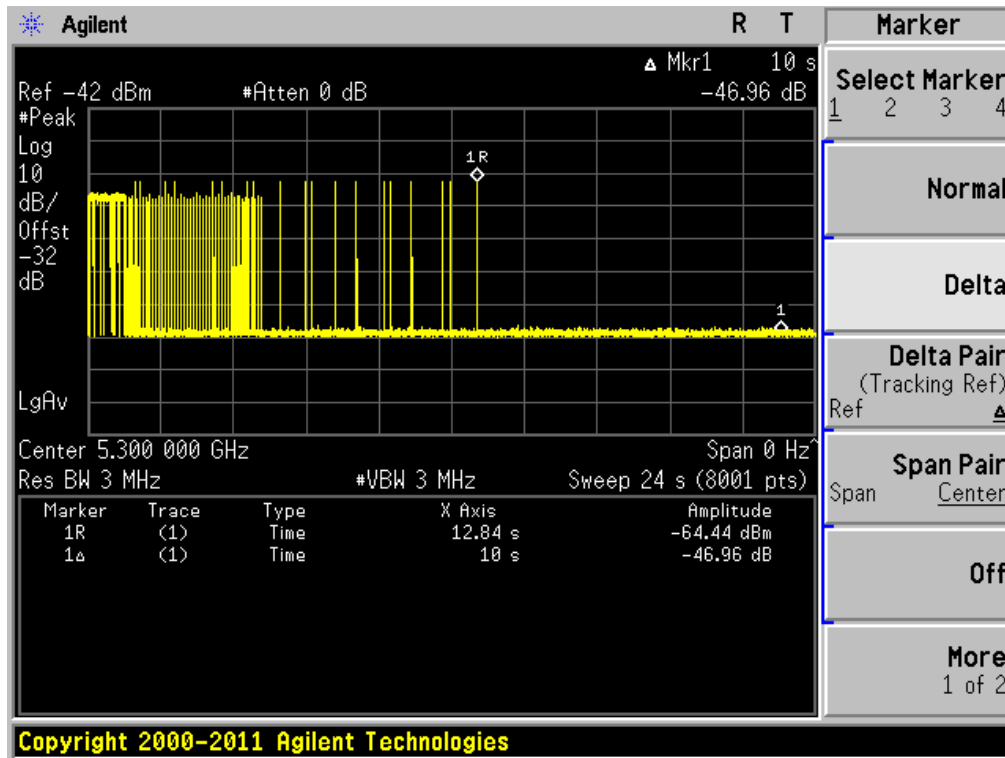 Agilent R T
Marker
▵ Mkr1 10 s
Ref -42 dBm #Atten 0 dB -46.96 dB
#Peak
Log
10
dB/
Offst
-32
dB
1R
1
LgAv
Center 5.300 000 GHz Span 0 Hz^
Res BW 3 MHz #VBW 3 MHz Sweep 24 s (8001 pts)
Marker Trace Type X Axis Amplitude
1R (1) Time 12.84 s -64.44 dBm
1▵ (1) Time 10 s -46.96 dB
Select Marker
1 2 3 4
Normal
Delta
Delta Pair
(Tracking Ref)
Ref ▵
Span Pair
Span Center
Off
More
1 of 2
Copyright 2000-2011 Agilent Technologies